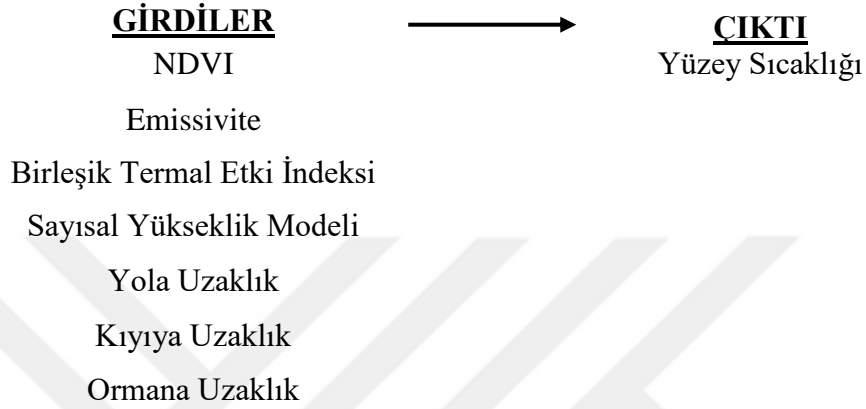 GİRDİLER
ÇIKTI
NDVI
Yüzey Sıcaklığı
Emissivite
Birleşik Termal Etki İndeksi
Sayısal Yükseklik Modeli
Yola Uzaklık
Kıyıya Uzaklık
Ormana Uzaklık